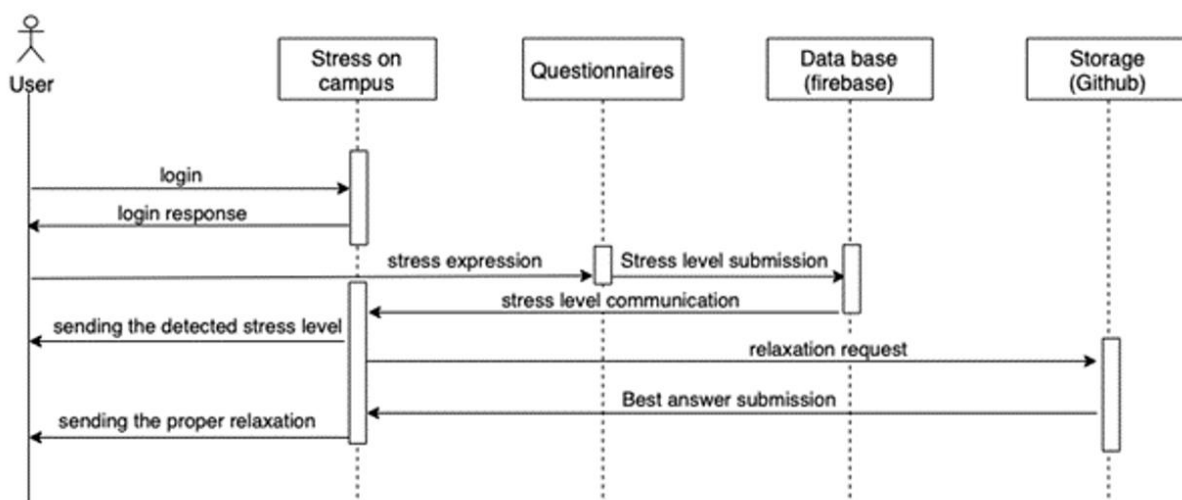 User
Stress on
campus
Questionnaires
Data base
(firebase)
Storage
(Github)
login
login response
stress expression
Stress level submission
stress level communication
sending the detected stress level
relaxation request
Best answer submission
sending the proper relaxation